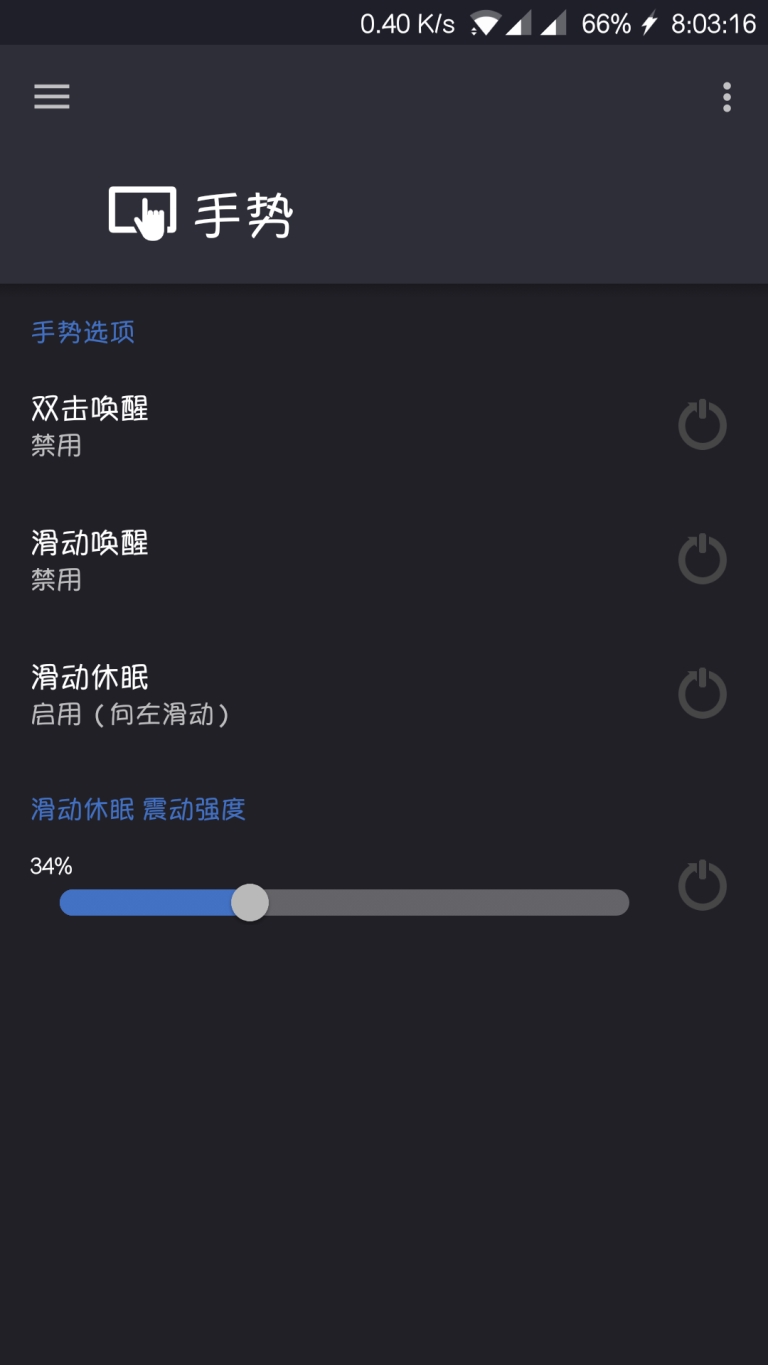 0.40 K/s 66% 8:03:16
手势
手势选项
双击唤醒
禁用
滑动唤醒
禁用
滑动休眠
启用（向左滑动）
滑动休眠 震动强度
34%